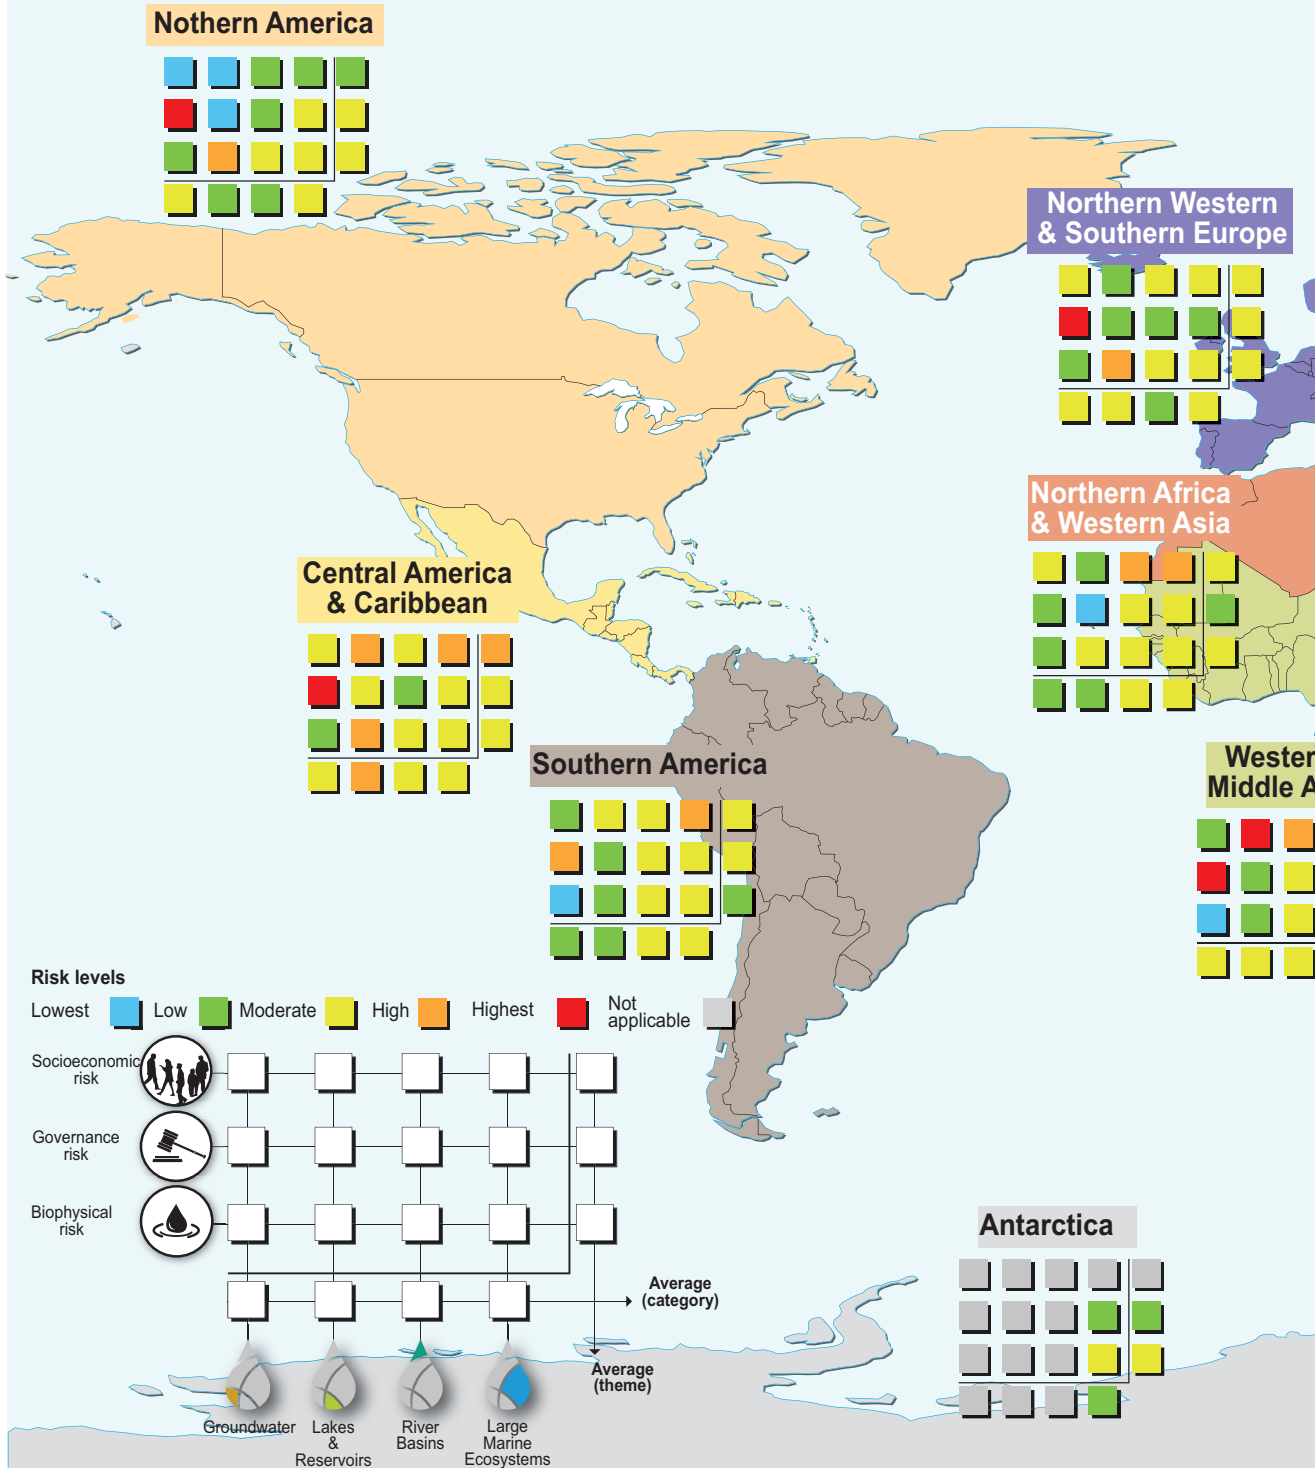 Nothern America
Northern Western
& Southern Europe
Northern Africa
& Western Asia
Central America
& Caribbean
Southern America
Middle A
Risk levels
Lowest
Low
Moderate
High
Highest
Not
applicable
Socioeconomic
risk
Governance
risk
Biophysical
risk
Average
(category)
Average
(theme)
Groundwater
Lakes
&
Reservoirs
River
Basins
Large
Marine
Ecosystems
Antarctica